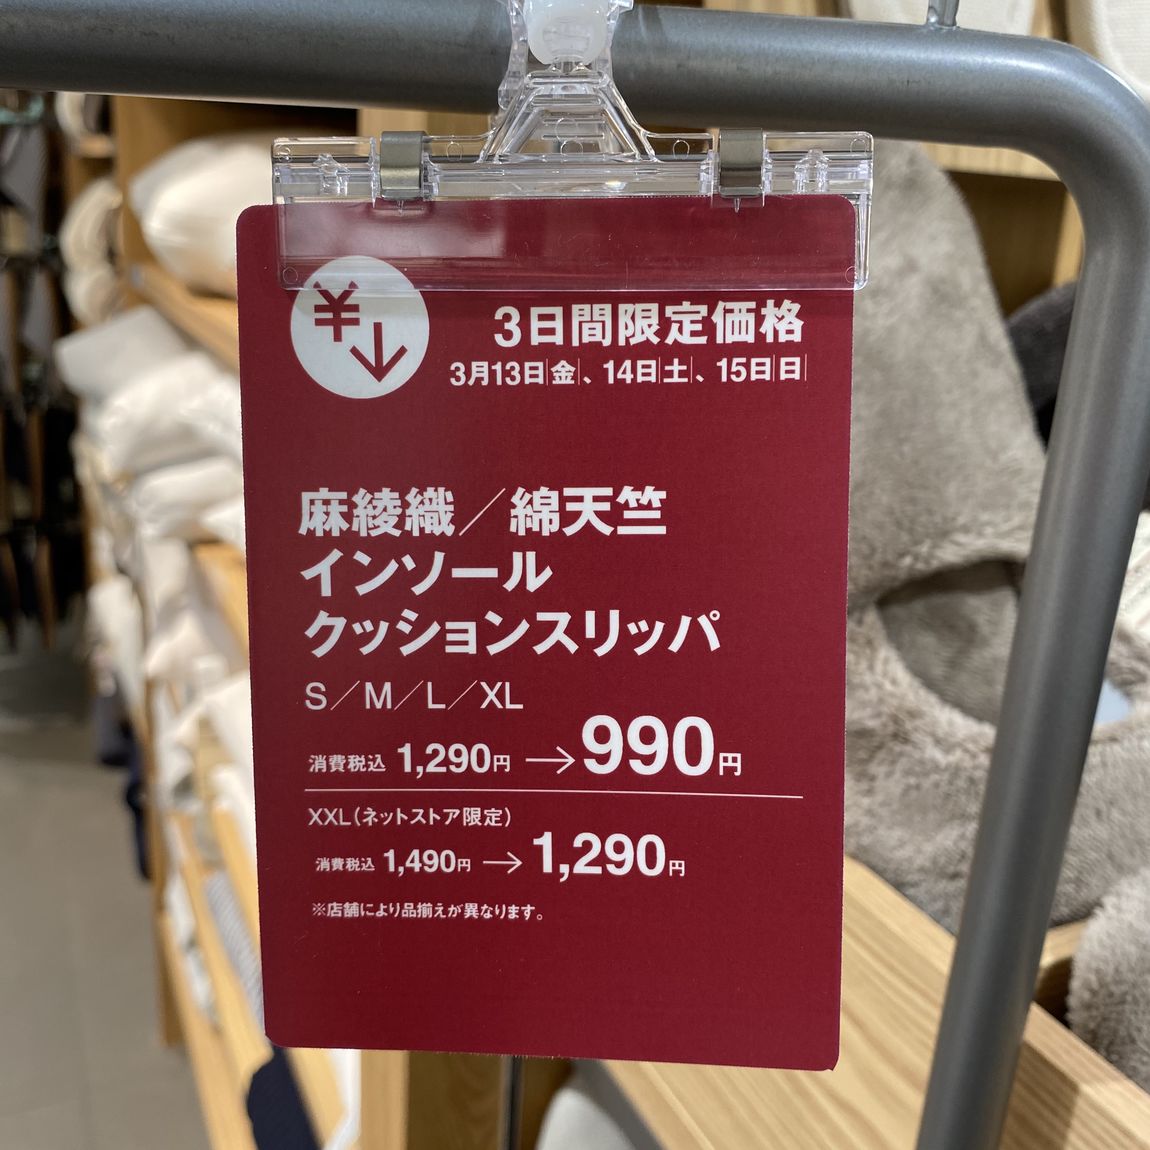 ¥↓
3日間限定価格
3月13日|金|、14日|土|、15日|日|
麻綾織／綿天竺
インソール
クッションスリッパ
S／M／L／XL
消費税込 1,290円 →990円
XXL（ネットストア限定）
消費税込 1,490円 →1,290円
※店舗により品揃えが異なります。